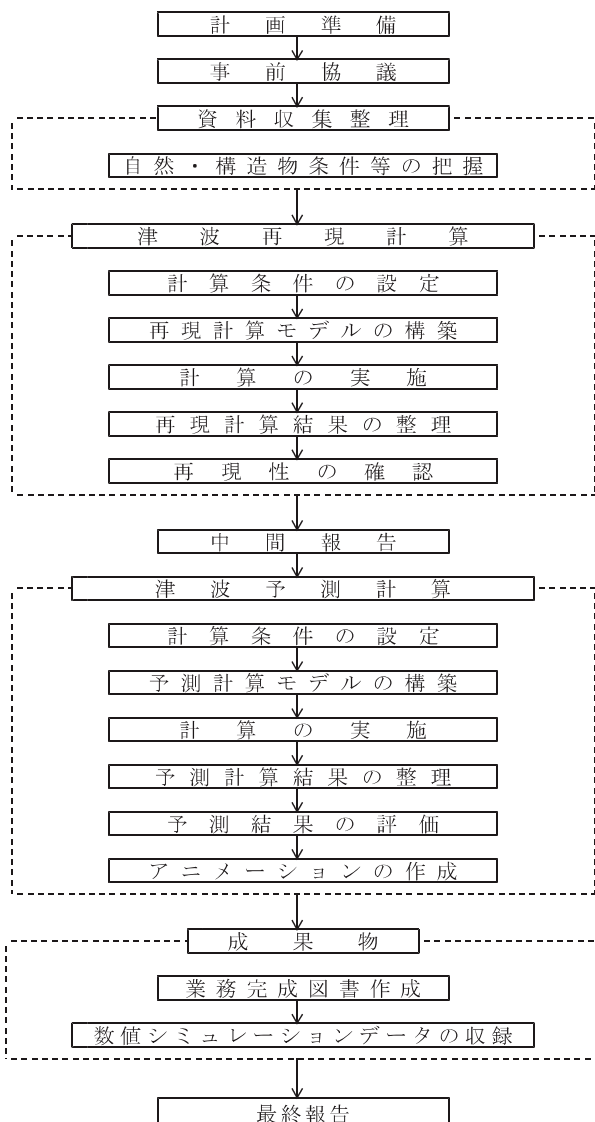 計画準備
事前協議
資料収集整理
自然・構造物条件等の把握
津波再現計算
計算条件の設定
再現計算モデルの構築
計算の実施
再現計算結果の整理
再現性の確認
中間報告
津波予測計算
計算条件の設定
予測計算モデルの構築
計算の実施
予測計算結果の整理
予測結果の評価
アニメーションの作成
成果物
業務完成図書作成
数値シミュレーションデータの収録
最終報告